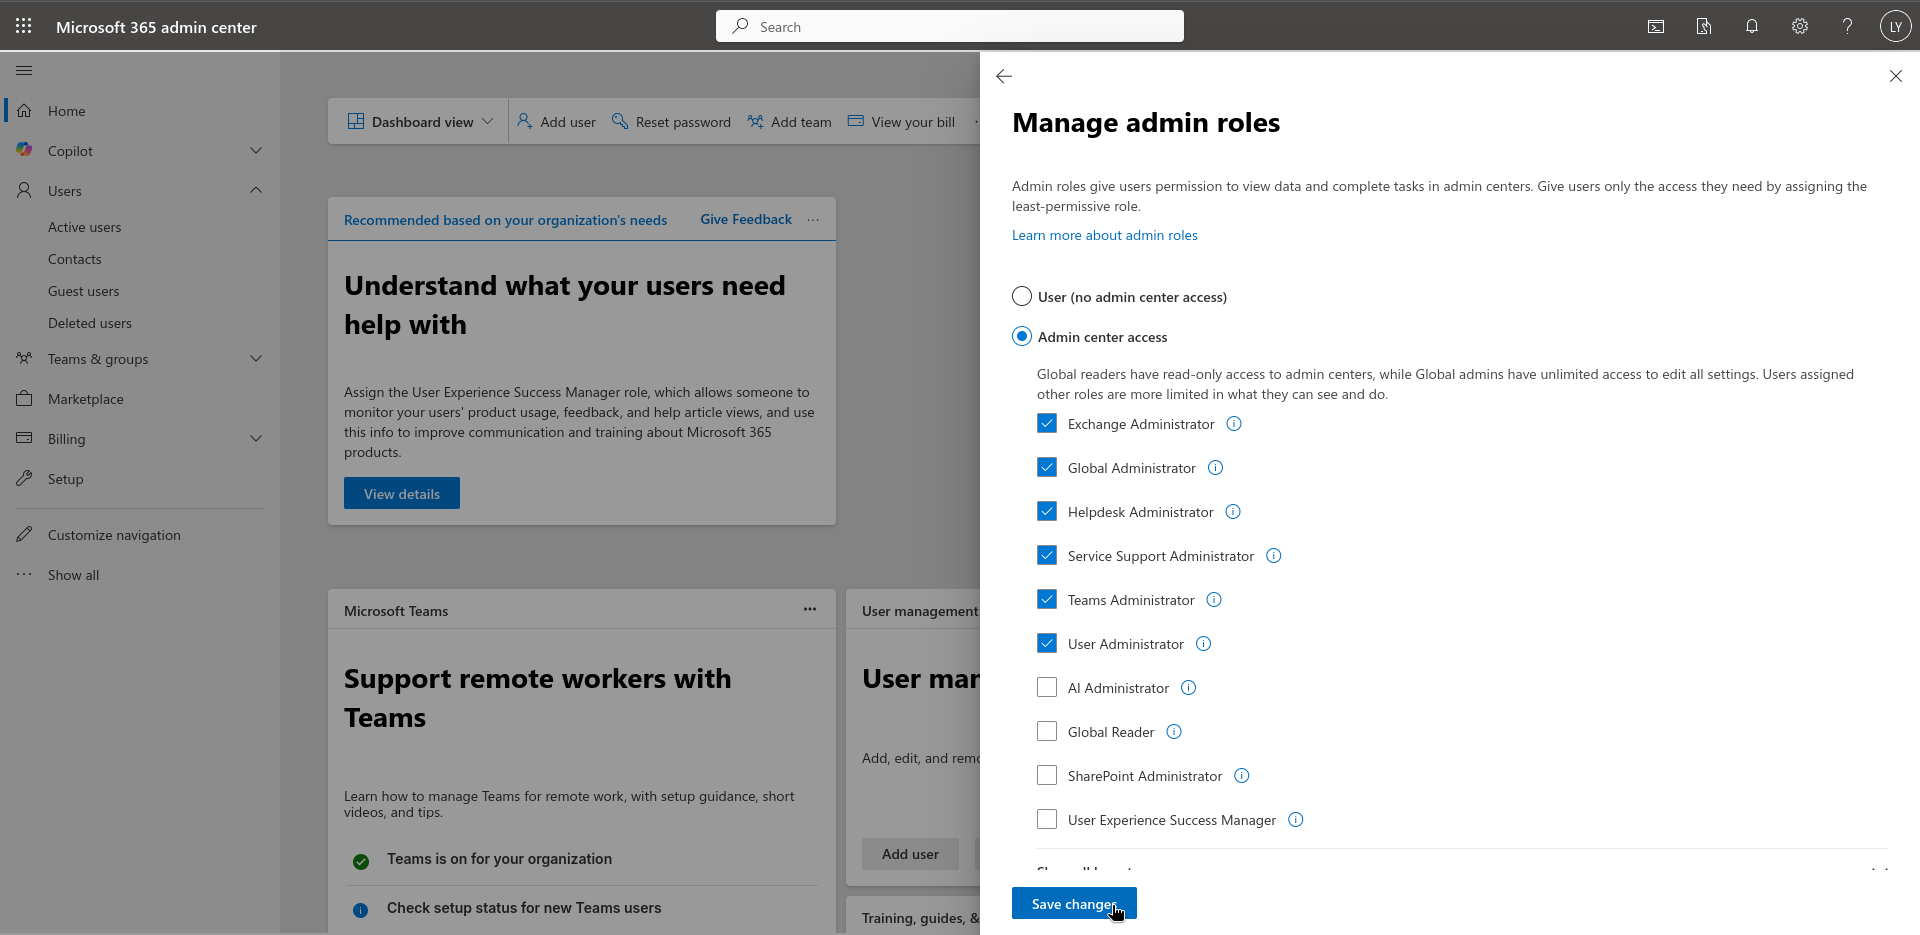 Microsoft 365 admin center
Search
LY
Home
Copilot
Users
Active users
Contacts
Guest users
Deleted users
Teams & groups
Marketplace
Billing
Setup
Customize navigation
Show all
Dashboard view
Add user
Reset password
Add team
View your bill
Recommended based on your organization's needs
Give Feedback
Understand what your users need
help with
Assign the User Experience Success Manager role, which allows someone to
monitor your users' product usage, feedback, and help article views, and use
this info to improve communication and training about Microsoft 365
products.
View details
Microsoft Teams
Support remote workers with
Teams
Learn how to manage Teams for remote work, with setup guidance, short
videos, and tips.
Teams is on for your organization
Check setup status for new Teams users
User management
User man
Add, edit, and remo
Add user
Training, guides, &
Manage admin roles
Admin roles give users permission to view data and complete tasks in admin centers. Give users only the access they need by assigning the
least-permissive role.
Learn more about admin roles
User (no admin center access)
Admin center access
Global readers have read-only access to admin centers, while Global admins have unlimited access to edit all settings. Users assigned
other roles are more limited in what they can see and do.
Exchange Administrator
Global Administrator
Helpdesk Administrator
Service Support Administrator
Teams Administrator
User Administrator
AI Administrator
Global Reader
SharePoint Administrator
User Experience Success Manager
Save changes